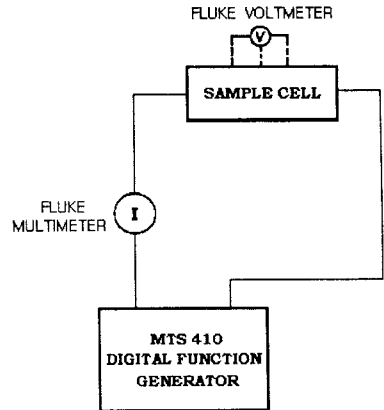 FLUKE VOLTMETER
V
SAMPLE CELL
FLUKE
MULTIMETER
I
MTS 410
DIGITAL FUNCTION
GENERATOR